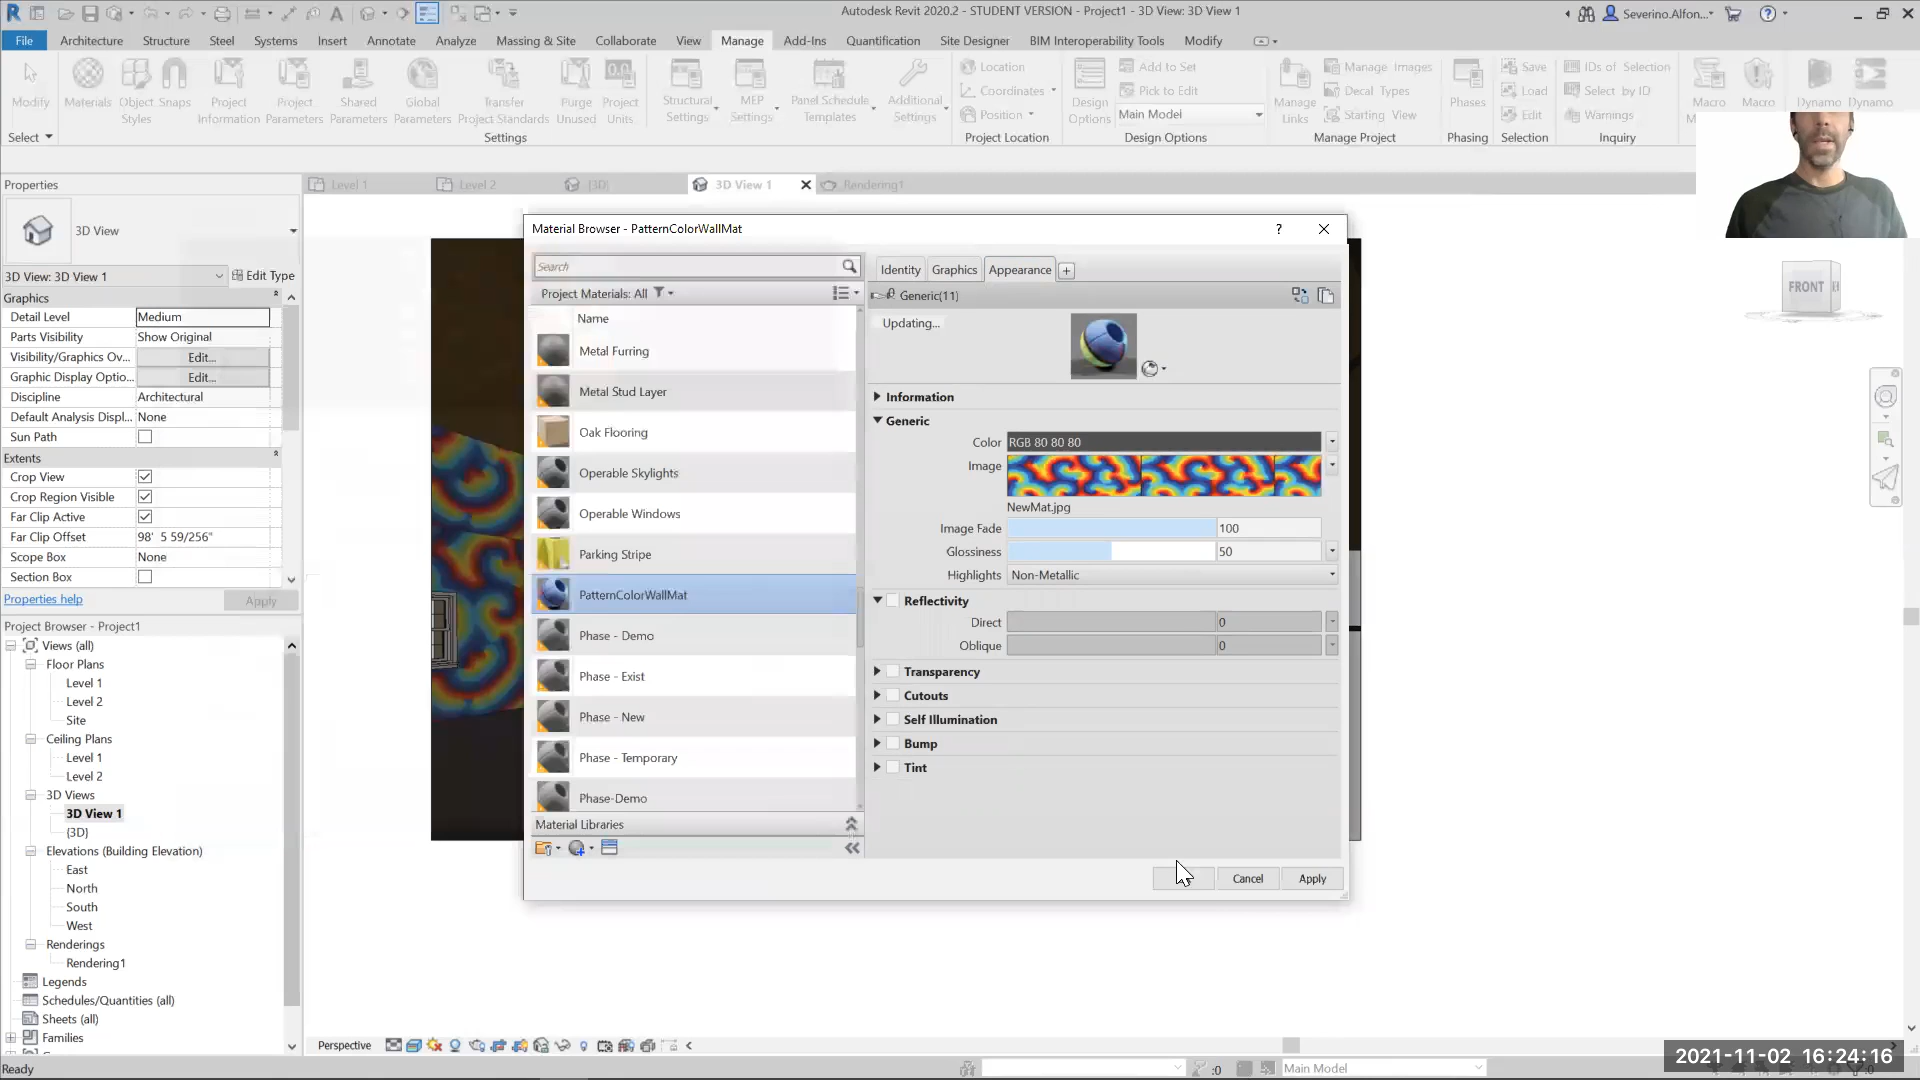 Autodesk Revit 2020.2 - STUDENT VERSION - Project1 - 3D View: 3D View 1
Severino.Alfon...
File Architecture Structure Steel Systems Insert Annotate Analyze Massing & Site Collaborate View Manage Add-Ins Quantification Site Designer BIM Interoperability Tools Modify
Modify
Materials
Object Styles
Snaps
Project Information
Project Parameters
Shared Parameters
Global Parameters
Transfer Project Standards
Purge Unused
Project Units
Structural Settings
MEP Settings
Panel Schedule Templates
Additional Settings
Location
Coordinates
Position
Design Options
Add to Set
Pick to Edit
Main Model
Manage Links
Manage Images
Decal Types
Starting View
Phases
Save
Load
Edit
IDs of Selection
Select by ID
Warnings
Macro
Macro
Dynamo
Dynamo
Select
Settings
Project Location
Design Options
Manage Project
Phasing
Selection
Inquiry
Properties
Level 1
Level 2
{3D}
3D View 1
Rendering1
3D View
3D View: 3D View 1
Edit Type
Graphics
Detail Level Medium
Parts Visibility Show Original
Visibility/Graphics Ov... Edit...
Graphic Display Optio... Edit...
Discipline Architectural
Default Analysis Displ... None
Sun Path
Extents
Crop View
Crop Region Visible
Far Clip Active
Far Clip Offset 98' 5 59/256"
Scope Box None
Section Box
Properties help
Apply
Project Browser - Project1
Views (all)
Floor Plans
Level 1
Level 2
Site
Ceiling Plans
Level 1
Level 2
3D Views
3D View 1
{3D}
Elevations (Building Elevation)
East
North
South
West
Renderings
Rendering1
Legends
Schedules/Quantities (all)
Sheets (all)
Families
Material Browser - PatternColorWallMat
?
Search
Project Materials: All
Name
Metal Furring
Metal Stud Layer
Oak Flooring
Operable Skylights
Operable Windows
Parking Stripe
PatternColorWallMat
Phase - Demo
Phase - Exist
Phase - New
Phase - Temporary
Phase-Demo
Material Libraries
Identity Graphics Appearance
Generic(11)
Updating...
Information
Generic
Color RGB 80 80 80
Image
NewMat.jpg
Image Fade 100
Glossiness 50
Highlights Non-Metallic
Reflectivity
Direct 0
Oblique 0
Transparency
Cutouts
Self Illumination
Bump
Tint
Cancel
Apply
FRONT
Perspective
Ready
:0
Main Model
2021-11-02 16:24:16